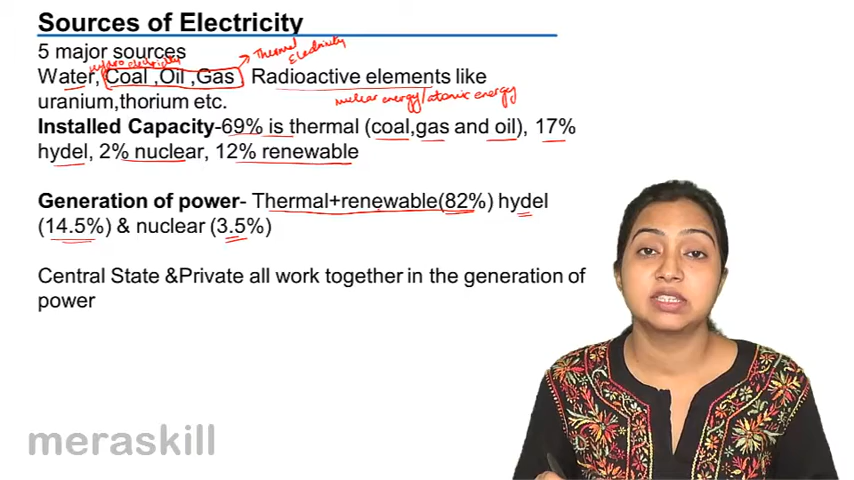 Sources of Electricity
5 major sources
Thermal
Electricity
Hydro electricity
Water, Coal ,Oil ,Gas Radioactive elements like
uranium,thorium etc.
nuclear energy/atomic energy
Installed Capacity-69% is thermal (coal,gas and oil), 17%
hydel, 2% nuclear, 12% renewable
Generation of power- Thermal+renewable(82%) hydel
(14.5%) & nuclear (3.5%)
Central State &Private all work together in the generation of
power
meraskill